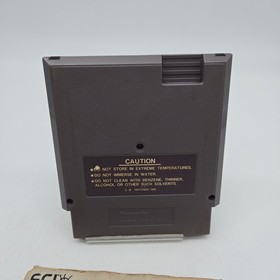 CAUTION
●DO NOT STORE IN EXTREME TEMPERATURES.
●DO NOT IMMERSE IN WATER.
●DO NOT CLEAN WITH BENZENE, THINNER,
ALCOHOL OR OTHER SUCH SOLVENTS.